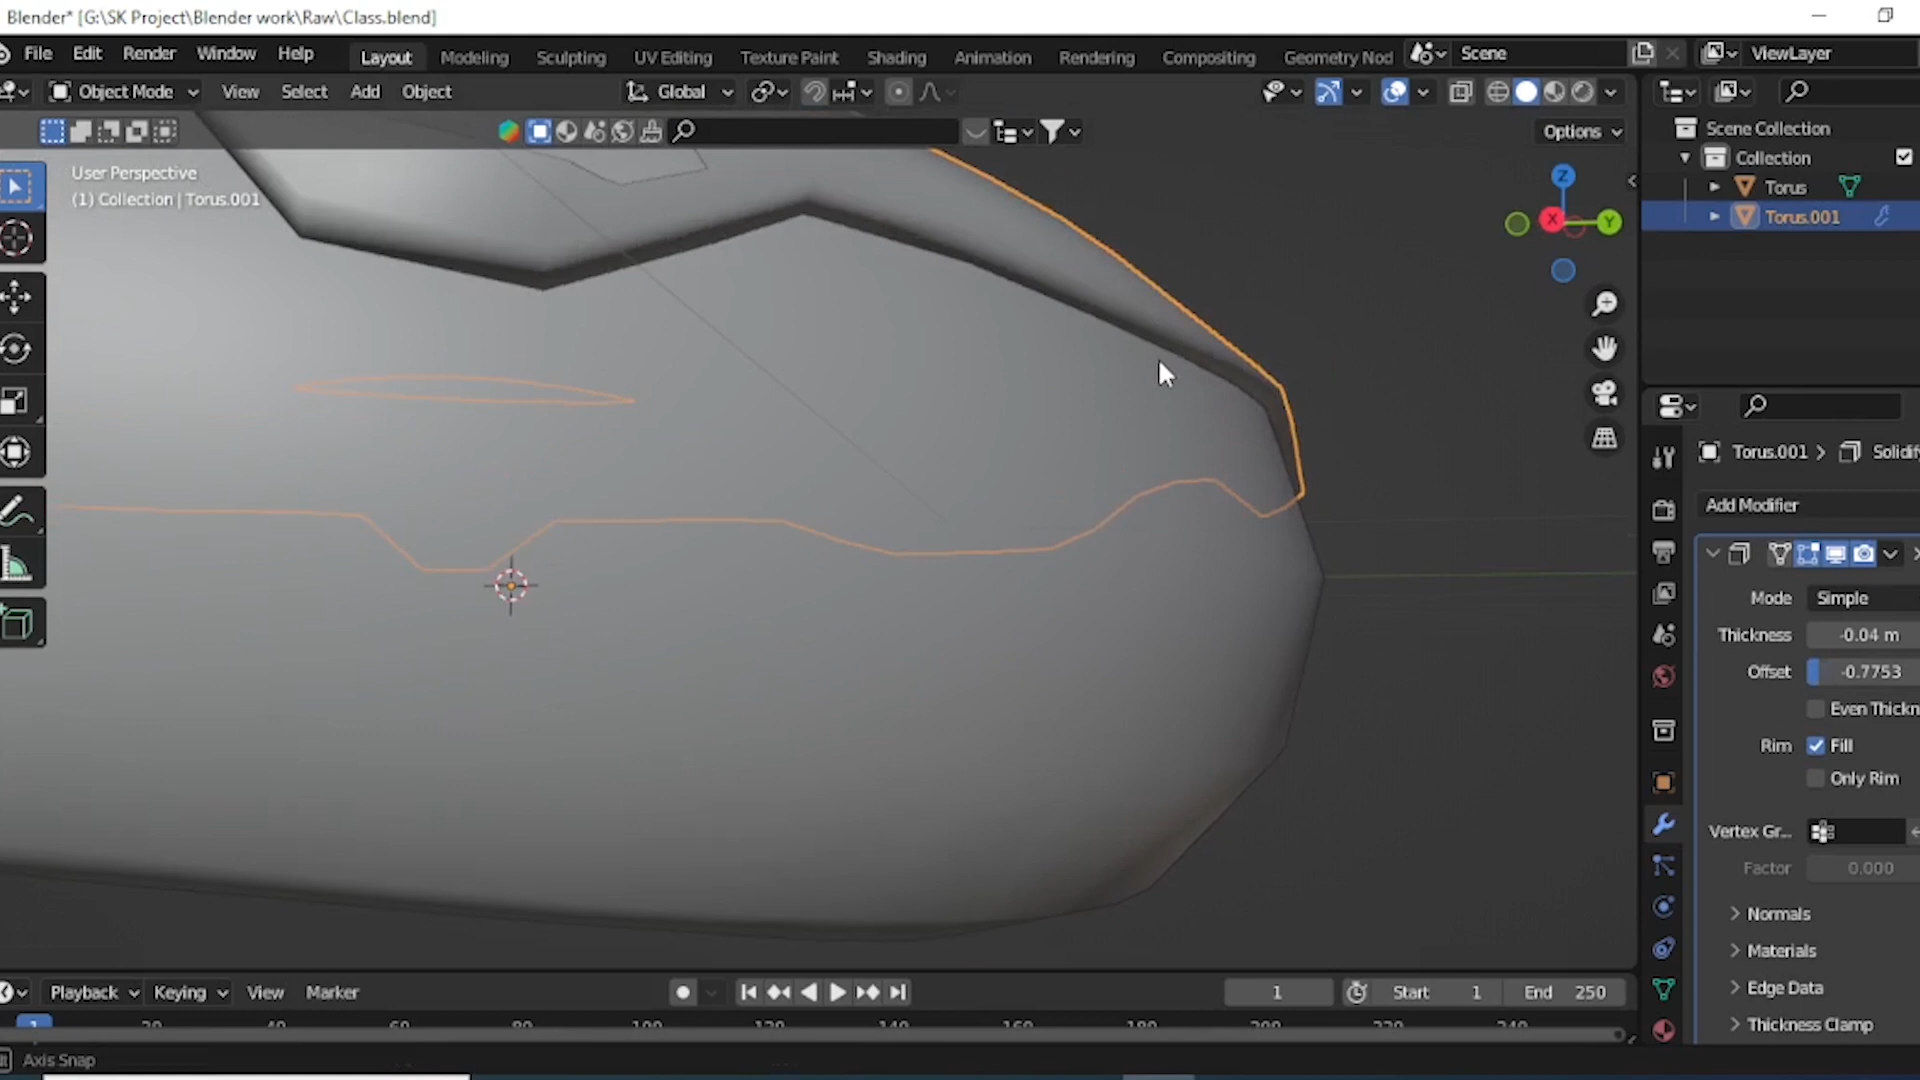 Blender* [G:\SK Project\Blender work\Raw\Class.blend]
File Edit Render Window Help Layout Modeling Sculpting UV Editing Texture Paint Shading Animation Rendering Compositing Geometry Nod Scene ViewLayer
Object Mode View Select Add Object Global
Options
User Perspective
(1) Collection | Torus.001
Z
X
Y
Scene Collection
Collection
Torus
Torus.001
Torus.001 > Solidify
Add Modifier
Mode Simple
Thickness -0.04 m
Offset -0.7753
Even Thickn
Rim Fill
Only Rim
Vertex Gr...
Factor 0.000
Normals
Materials
Edge Data
Thickness Clamp
Playback Keying View Marker 1 Start 1 End 250
1 20 40 60 80 100 120 140 160 180 200 220 240
Axis Snap